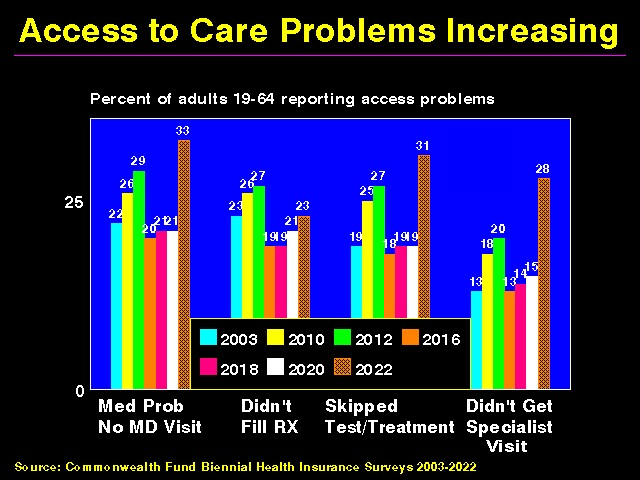 Access to Care Problems Increasing
Percent of adults 19-64 reporting access problems
25
0
22 26 29 20 21 21 33
23 26 27 19 19 21 23
19 25 27 18 19 19 31
13 18 20 13 14 15 28
2003 2010 2012 2016
2018 2020 2022
Med Prob
No MD Visit
Didn't
Fill RX
Skipped
Test/Treatment
Didn't Get
Specialist
Visit
Source: Commonwealth Fund Biennial Health Insurance Surveys 2003-2022